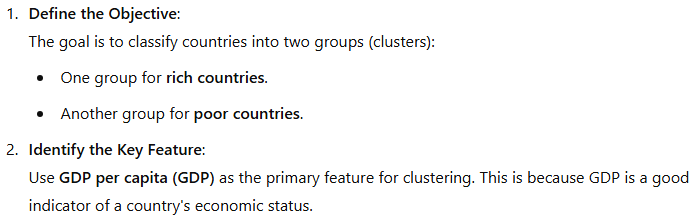 1. Define the Objective:
The goal is to classify countries into two groups (clusters):
• One group for rich countries.
• Another group for poor countries.
2. Identify the Key Feature:
Use GDP per capita (GDP) as the primary feature for clustering. This is because GDP is a good
indicator of a country's economic status.